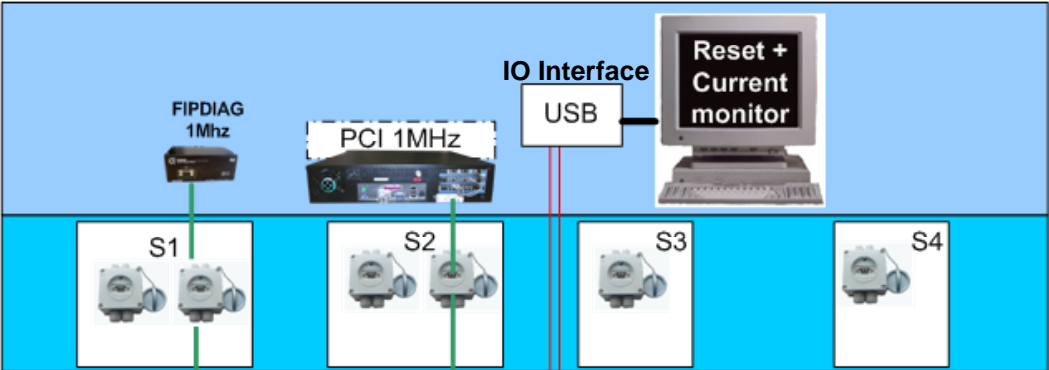 IO Interface
USB
Reset +
Current
monitor
FIPDIAG
1Mhz
PCI 1MHz
S1
S2
S3
S4